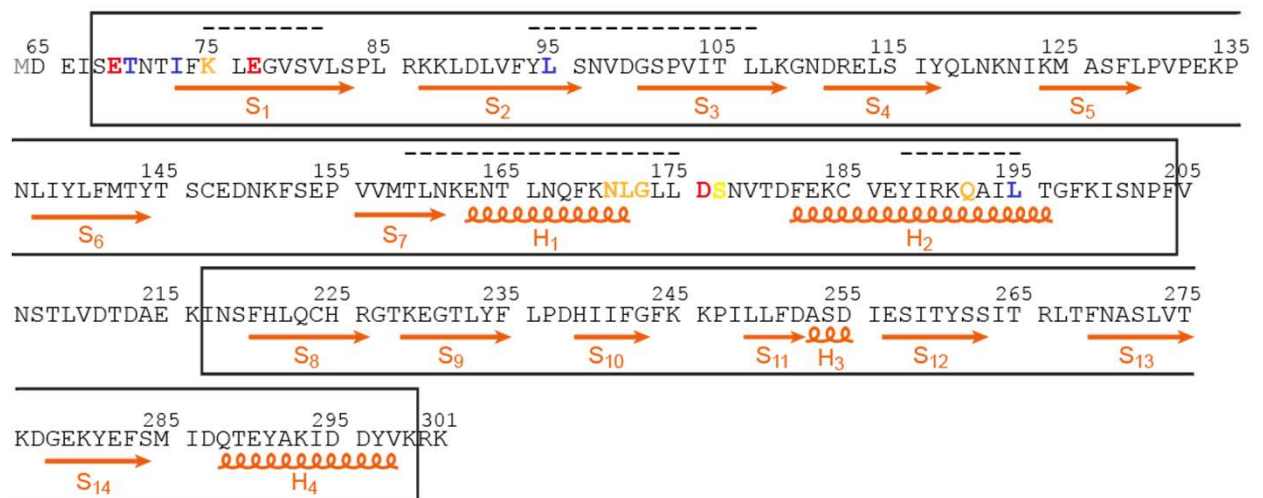 65 75 85 95 105 115 125 135
MD EISETNTIFK LEGVSVLSPL RKKLDLVFYL SNVDGSPVIT LLKGNDRELS IYQLNKNIKM ASFLPVPEKP
S1 S2 S3 S4 S5
145 155 165 175 185 195 205
NLIYLFMTYT SCEDNKFSEP VVMTLNKENT LNQFKNLGLL DSNVTDFEKC VEYIRKQAIL TGFKISNPFV
S6 S7 H1 H2
215 225 235 245 255 265 275
NSTLVDTDAE KINSFHLQCH RGTKEGTLYF LPDHIIFGFK KPILLFDASD IESITYSSIT RLTFNASLVT
S8 S9 S10 S11 H3 S12 S13
285 295 301
KDGEKYEFSM IDQTEYAKID DYVKRK
S14 H4